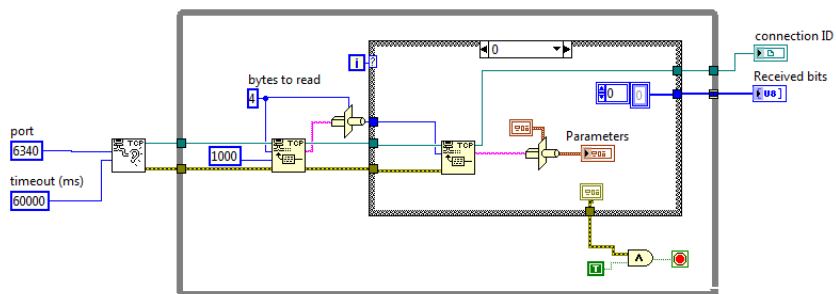 0
connection ID
bytes to read
i
?
Received bits
4
0
0
U8
port
TCP
TCP
TCP
Parameters
6340
1000
timeout (ms)
60000
T